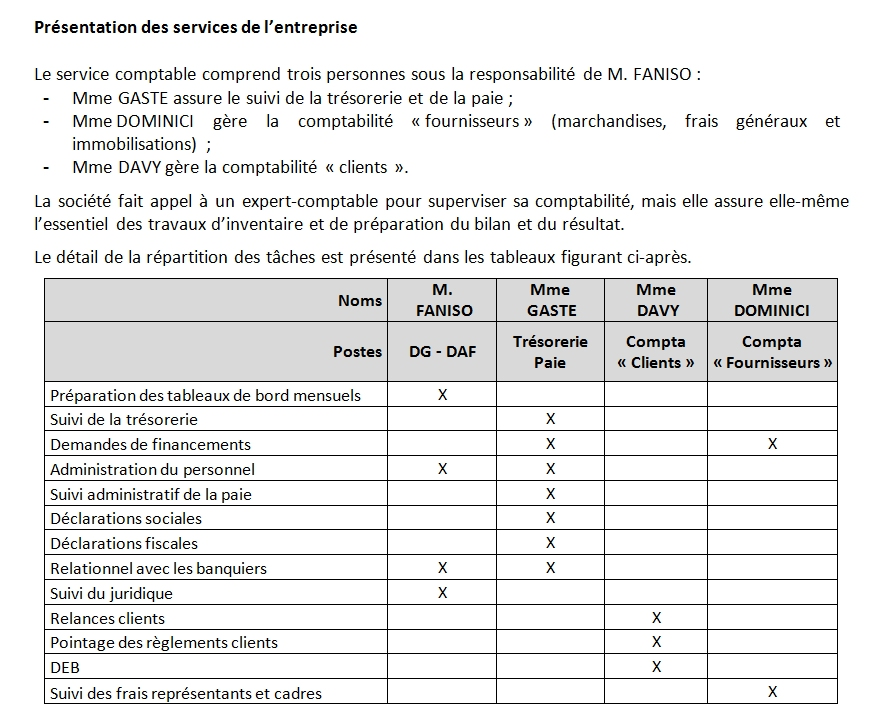 Présentation des services de l'entreprise
Le service comptable comprend trois personnes sous la responsabilité de M. FANISO :
- Mme GASTE assure le suivi de la trésorerie et de la paie ;
- Mme DOMINICI gère la comptabilité « fournisseurs » (marchandises, frais généraux et
immobilisations) ;
- Mme DAVY gère la comptabilité « clients ».
La société fait appel à un expert-comptable pour superviser sa comptabilité, mais elle assure elle-même
l'essentiel des travaux d'inventaire et de préparation du bilan et du résultat.
Le détail de la répartition des tâches est présenté dans les tableaux figurant ci-après.
Noms M. FANISO Mme GASTE Mme DAVY Mme DOMINICI
Postes DG - DAF Trésorerie Paie Compta « Clients » Compta « Fournisseurs »
Préparation des tableaux de bord mensuels X
Suivi de la trésorerie X
Demandes de financements X X
Administration du personnel X X
Suivi administratif de la paie X
Déclarations sociales X
Déclarations fiscales X
Relationnel avec les banquiers X X
Suivi du juridique X
Relances clients X
Pointage des règlements clients X
DEB X
Suivi des frais représentants et cadres X